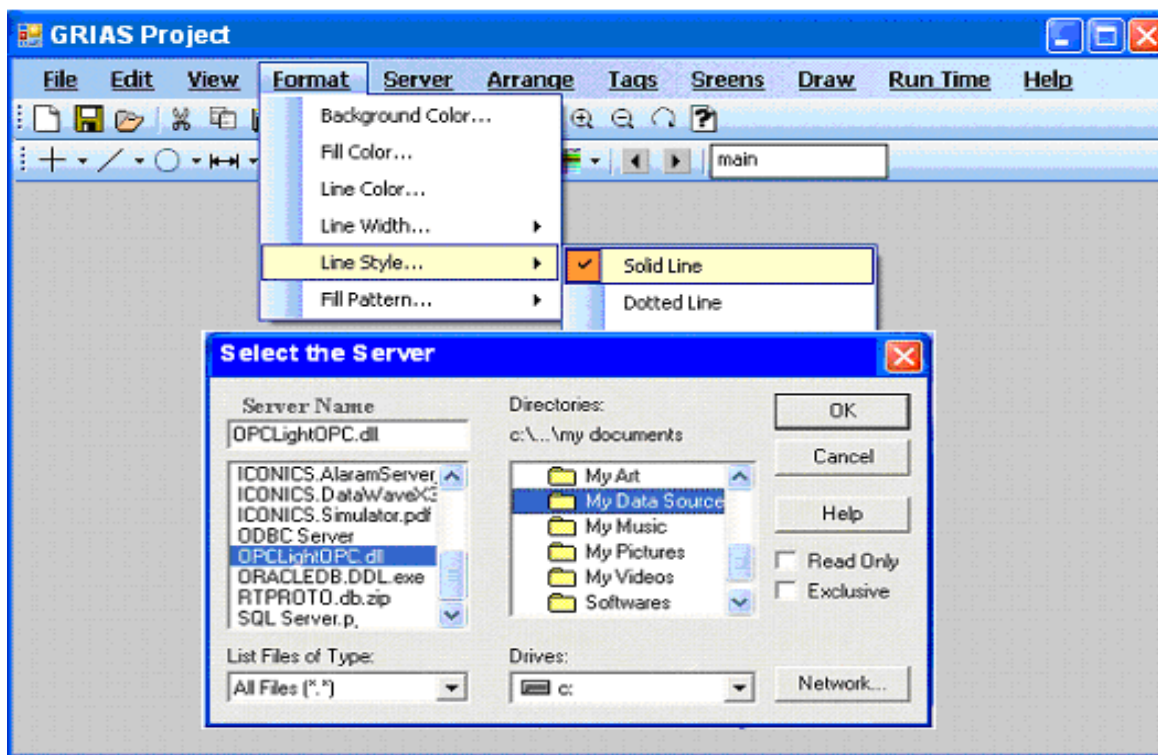 GRIAS Project
File Edit View Format Server Arrange Tags Sreens Draw Run Time Help
Background Color...
Fill Color...
main
Line Color...
Line Width...
Line Style...
Solid Line
Fill Pattern...
Dotted Line
Select the Server
Server Name
OPCLightOPC.dll
ICONICS.AlaramServer
ICONICS.DataWaveX3
ICONICS.Simulator.pdf
ODBC Server
OPCLightOPC.dll
ORACLEDB.DDL.exe
RTPROTO.db.zip
SQL Server.p
List Files of Type:
All Files (*.*)
Directories:
c:\...\my documents
My Art
My Data Source
My Music
My Pictures
My Videos
Softwares
Drives:
c:
OK
Cancel
Help
Read Only
Exclusive
Network...